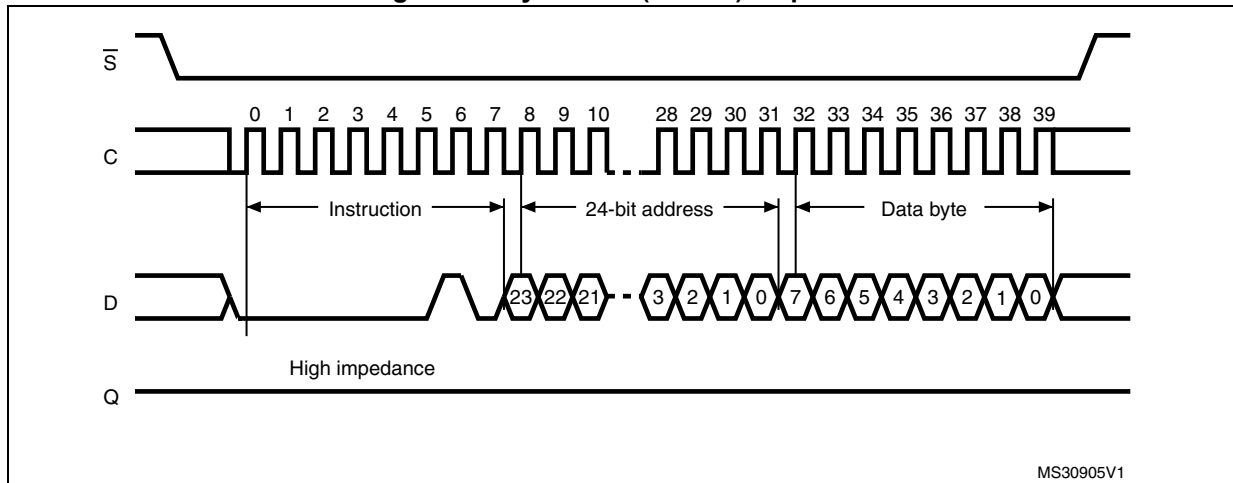 S
0 1 2 3 4 5 6 7 8 9 10 28 29 30 31 32 33 34 35 36 37 38 39
C
Instruction 24-bit address Data byte
D 23 22 21 3 2 1 0 7 6 5 4 3 2 1 0
High impedance
Q
MS30905V1